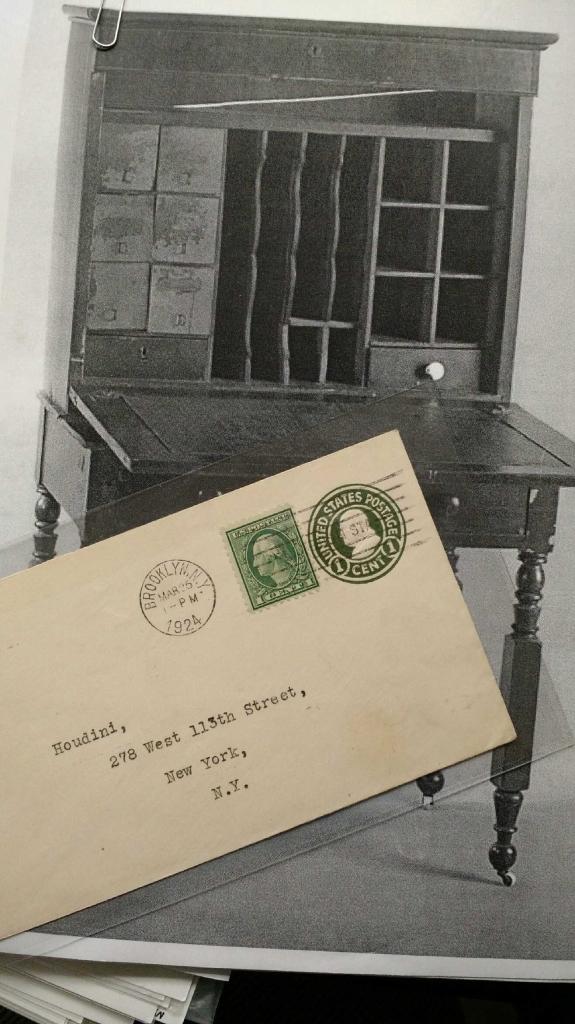 UNITED STATES POSTAGE
1 CENT 1
BROOKLYN, N.Y.
MAR 25
1 - PM
1924
Houdini,
278 West 113th Street,
New York,
N.Y.